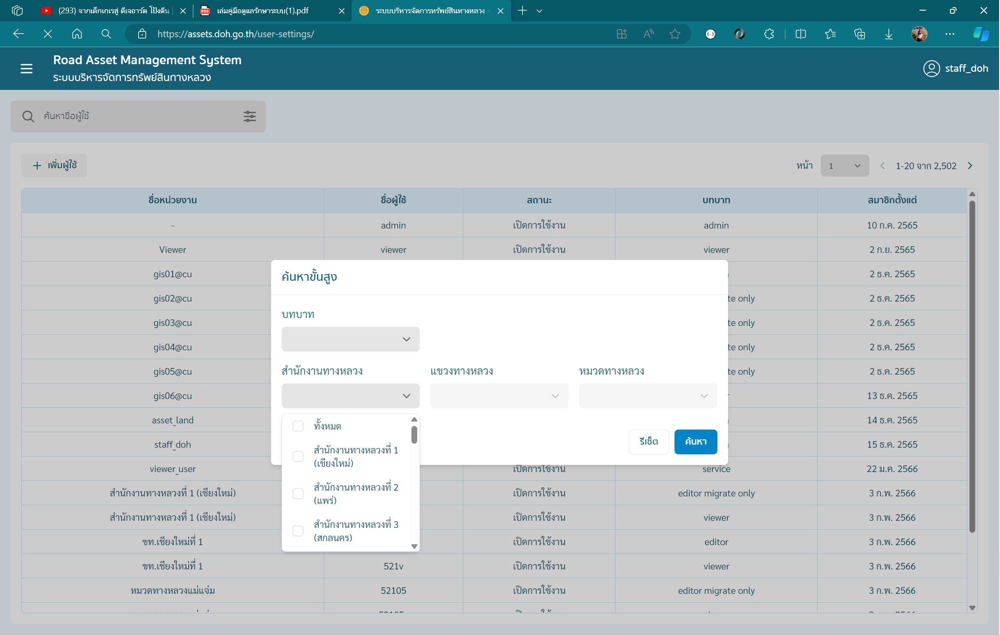 (293) จากเด็กเกเรสู่ ดีเจอาร์ต โป้งตีน
เล่มคู่มือดูแลรักษาระบบ(1).pdf
ระบบบริหารจัดการทรัพย์สินทางหลวง -
https://assets.doh.go.th/user-settings/
Road Asset Management System
ระบบบริหารจัดการทรัพย์สินทางหลวง
staff_doh
ค้นหาชื่อผู้ใช้
+ เพิ่มผู้ใช้
หน้า 1 1-20 จาก 2,502
ชื่อหน่วยงาน ชื่อผู้ใช้ สถานะ บทบาท สมาชิกตั้งแต่
- admin เปิดการใช้งาน admin 10 ก.ค. 2565
Viewer viewer เปิดการใช้งาน viewer 2 ก.ย. 2565
gis01@cu 2 ธ.ค. 2565
gis02@cu te only 2 ธ.ค. 2565
gis03@cu te only 2 ธ.ค. 2565
gis04@cu te only 2 ธ.ค. 2565
gis05@cu te only 2 ธ.ค. 2565
gis06@cu 13 ธ.ค. 2565
asset_land 14 ธ.ค. 2565
staff_doh 15 ธ.ค. 2565
viewer_user เปิดการใช้งาน service 22 ม.ค. 2566
สำนักงานทางหลวงที่ 1 (เชียงใหม่) เปิดการใช้งาน editor migrate only 3 ก.พ. 2566
สำนักงานทางหลวงที่ 1 (เชียงใหม่) เปิดการใช้งาน viewer 3 ก.พ. 2566
ขท.เชียงใหม่ที่ 1 เปิดการใช้งาน editor 3 ก.พ. 2566
ขท.เชียงใหม่ที่ 1 521v เปิดการใช้งาน viewer 3 ก.พ. 2566
หมวดทางหลวงแม่แจ่ม 52105 เปิดการใช้งาน editor migrate only 3 ก.พ. 2566
ค้นหาขั้นสูง
บทบาท
สำนักงานทางหลวง แขวงทางหลวง หมวดทางหลวง
ทั้งหมด
สำนักงานทางหลวงที่ 1
(เชียงใหม่)
สำนักงานทางหลวงที่ 2
(แพร่)
สำนักงานทางหลวงที่ 3
(สกลนคร)
รีเซ็ต ค้นหา